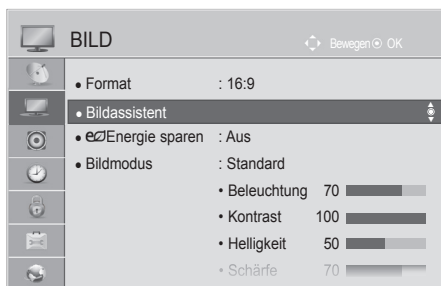 BILD
Bewegen OK
• Format : 16:9
• Bildassistent
• Energie sparen : Aus
• Bildmodus : Standard
• Beleuchtung 70
• Kontrast 100
• Helligkeit 50
• Schärfe 70